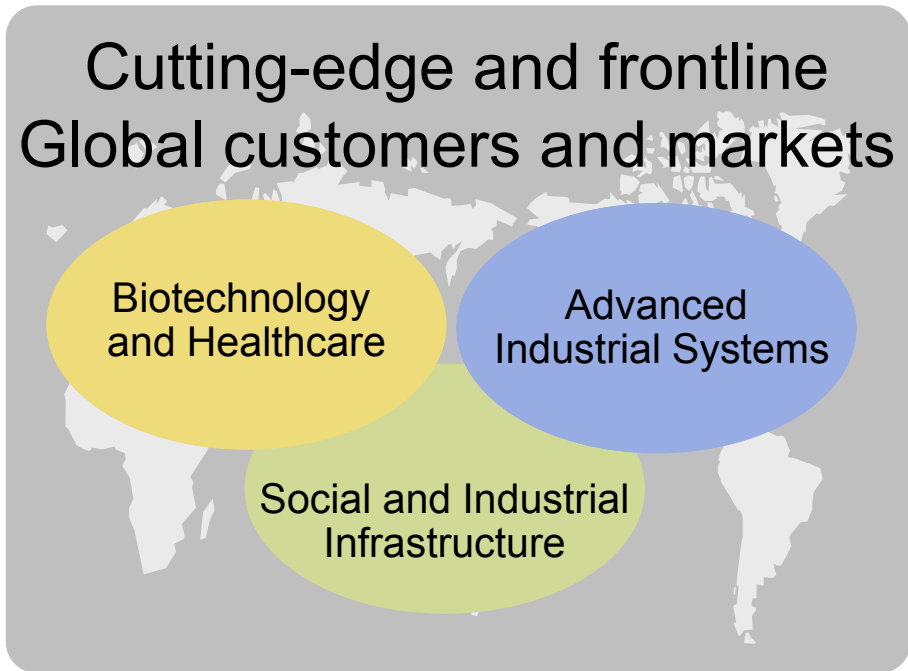 Cutting-edge and frontline
Global customers and markets
Biotechnology
and Healthcare
Advanced
Industrial Systems
Social and Industrial
Infrastructure